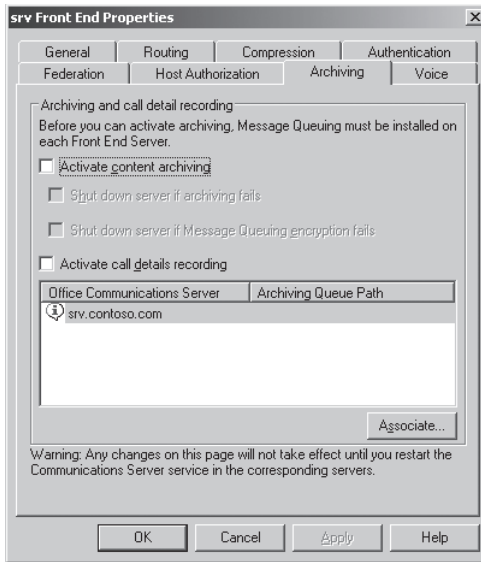 srv Front End Properties
General Routing Compression Authentication
Federation Host Authorization Archiving Voice
Archiving and call detail recording
Before you can activate archiving, Message Queuing must be installed on
each Front End Server.
Activate content archiving
Shut down server if archiving fails
Shut down server if Message Queuing encryption fails
Activate call details recording
Office Communications Server Archiving Queue Path
srv.contoso.com
Associate...
Warning: Any changes on this page will not take effect until you restart the
Communications Server service in the corresponding servers.
OK Cancel Apply Help